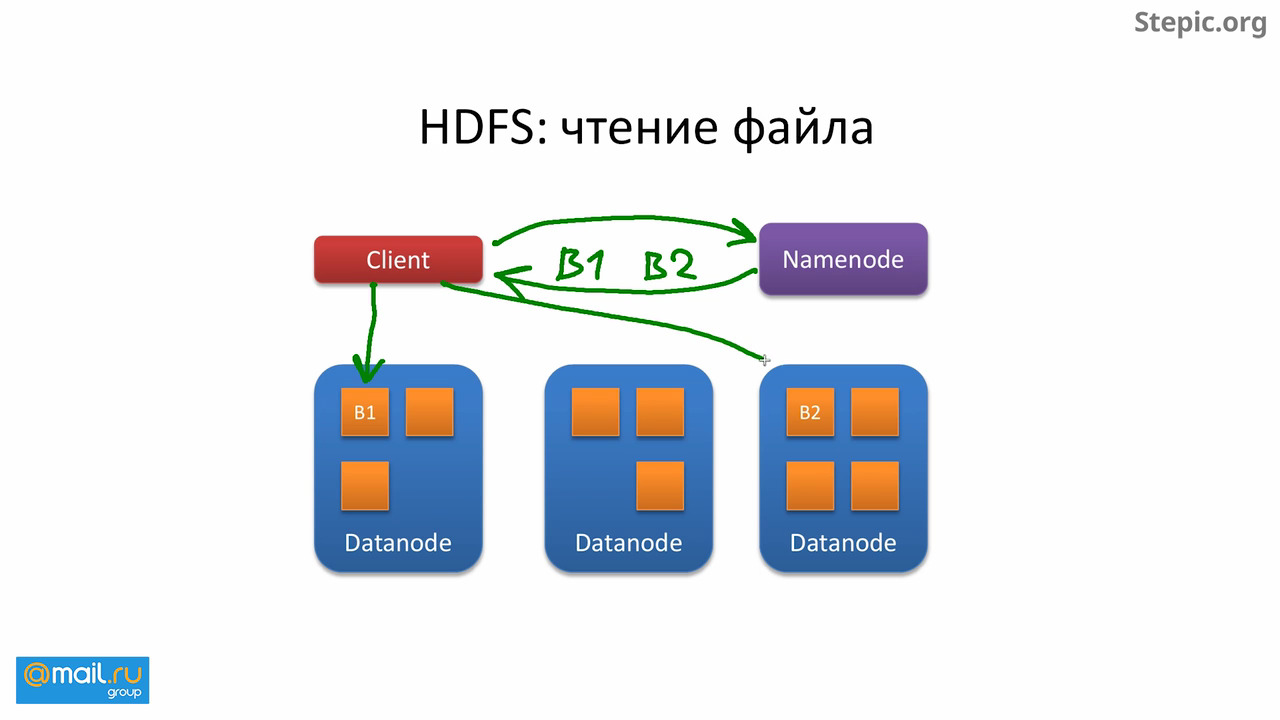 Stepic.org
HDFS: чтение файла
Client
B1 B2
Namenode
B1
B2
Datanode
Datanode
Datanode
@mail.ru
group